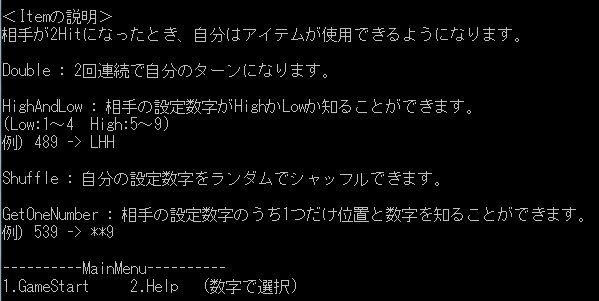 ＜Itemの説明＞
相手が2Hitになったとき、自分はアイテムが使用できるようになります。
Double : 2回連続で自分のターンになります。
HighAndLow : 相手の設定数字がHighかLowか知ることができます。
(Low:1～4  High:5～9)
例) 489 -> LHH
Shuffle : 自分の設定数字をランダムでシャッフルできます。
GetOneNumber : 相手の設定数字のうち1つだけ位置と数字を知ることができます。
例) 539 -> **9
----------MainMenu----------
1.GameStart    2.Help  （数字で選択）